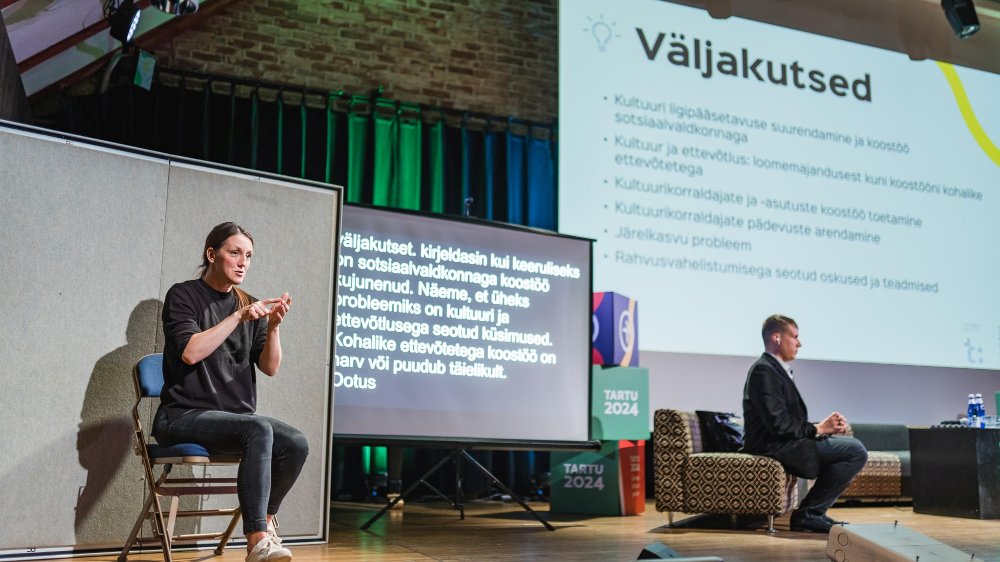 Väljakutsed
• Kultuuri ligipääsetavuse suurendamine ja koostöö
sotsiaalvaldkonnaga
• Kultuur ja ettevõtlus: loomemajandusest kuni koostööni kohalike
ettevõtetega
• Kultuurikorraldajate ja -asutuste koostöö toetamine
• Kultuurikorraldajate pädevuste arendamine
• Järelkasvu probleem
• Rahvusvahelistumisega seotud oskused ja teadmised
väljakutset. kirjeldasin kui keeruliseks
on sotsiaalvaldkonnaga koostöö
kujunenud. Näeme, et üheks
probleemiks on kultuuri ja
ettevõtlusega seotud küsimused.
Kohalike ettevõtetega koostöö on
harv või puudub täielikult.
Ootus
TARTU
2024
TARTU
2024